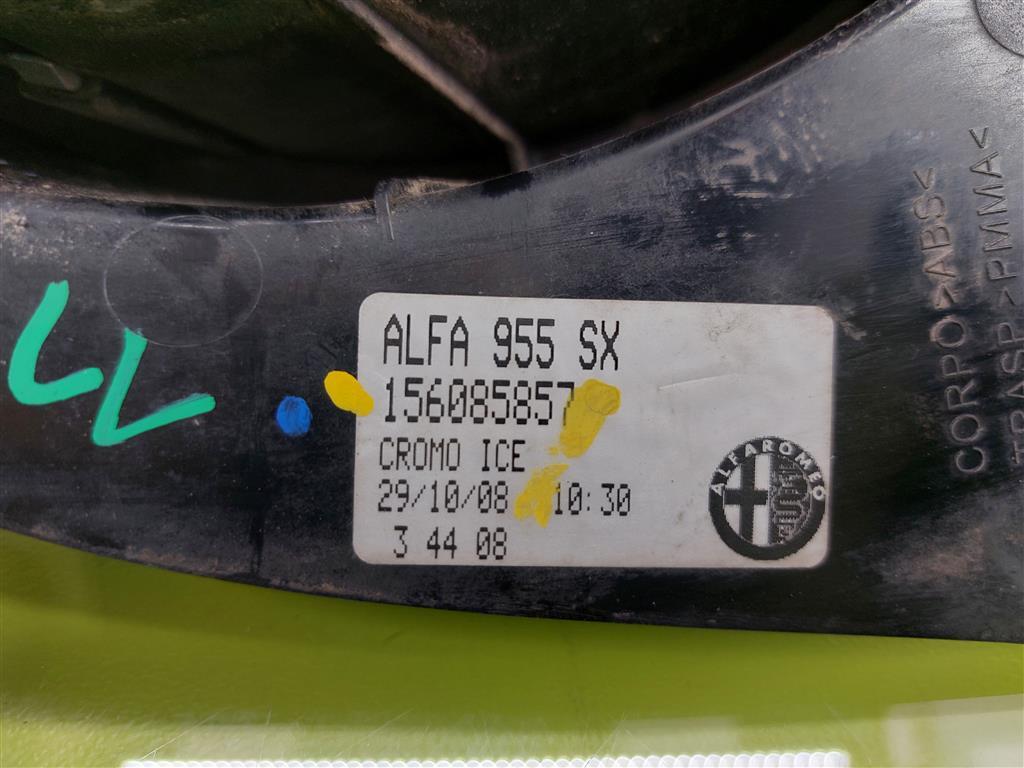 ALFA 955 SX
156085857
CROMO ICE
29/10/08 10:30
3 44 08
ALFAROMEO
CORPO >ABS<
TRASP >PMMA<
LL